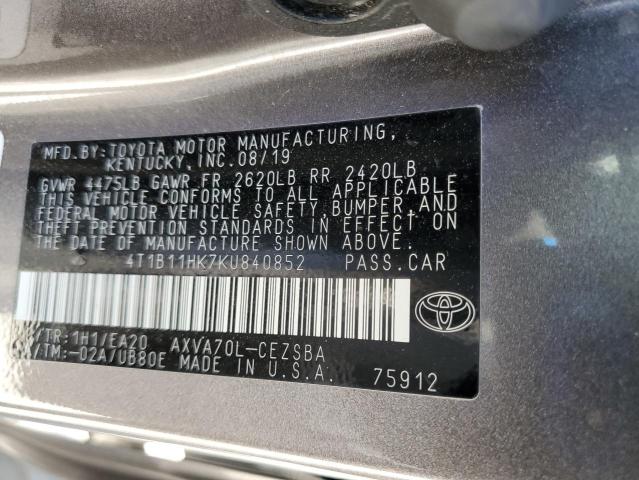 MFD.BY:TOYOTA MOTOR MANUFACTURING,
KENTUCKY, INC.08/19
GVWR 4475LB GAWR FR 2620LB RR 2420LB
THIS VEHICLE CONFORMS TO ALL APPLICABLE
FEDERAL MOTOR VEHICLE SAFETY,BUMPER,AND
THEFT PREVENTION STANDARDS IN EFFECT ON
THE DATE OF MANUFACTURE SHOWN ABOVE.
4T1B11HK7KU840852 PASS.CAR
/TR:1H1/EA20 AXVA70L-CEZSBA
/TM:-02A/UB80E MADE IN U.S.A.
75912